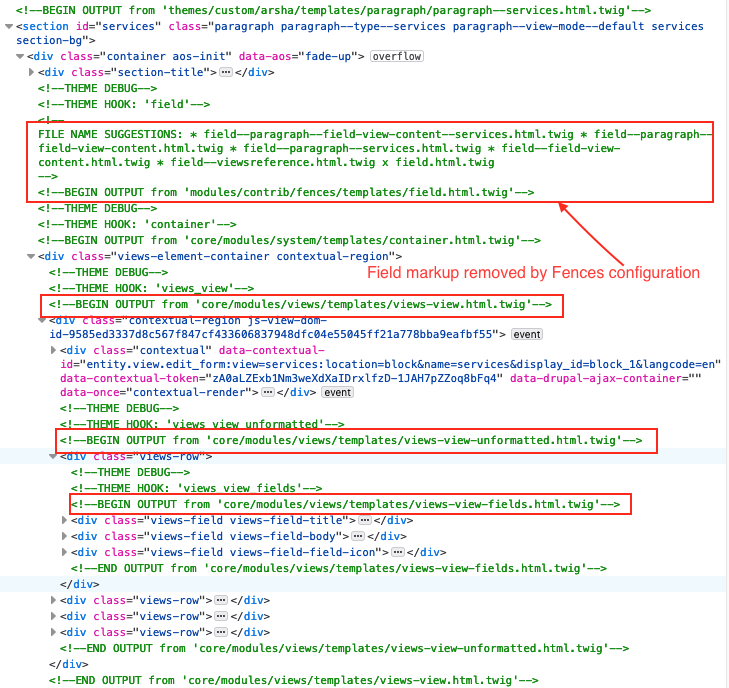 <!--BEGIN OUTPUT from 'themes/custom/arsha/templates/paragraph/paragraph--services.html.twig'-->
<section id="services" class="paragraph paragraph--type--services paragraph--view-mode--default services
section-bg">
<div class="container aos-init" data-aos="fade-up"> overflow
<div class="section-title">…</div>
<!--THEME DEBUG-->
<!--THEME HOOK: 'field'-->
<!--
FILE NAME SUGGESTIONS: * field--paragraph--field-view-content--services.html.twig * field--paragraph--
field-view-content.html.twig * field--paragraph--services.html.twig * field--field-view-
content.html.twig * field--viewsreference.html.twig x field.html.twig
-->
<!--BEGIN OUTPUT from 'modules/contrib/fences/templates/field.html.twig'-->
<!--THEME DEBUG-->
<!--THEME HOOK: 'container'-->
<!--BEGIN OUTPUT from 'core/modules/system/templates/container.html.twig'-->
<div class="views-element-container contextual-region">
<!--THEME DEBUG-->
Field markup removed by Fences configuration
<!--THEME HOOK: 'views_view'-->
<!--BEGIN OUTPUT from 'core/modules/views/templates/views-view.html.twig'-->
<div class="contextual-region js-view-dom-
id-9585ed3337d8c567f847cf433606837948dfc04e55045ff21a778bba9eafbf55"> event
<div class="contextual" data-contextual-
id="entity.view.edit_form:view=services:location=block&name=services&display_id=block_1&langcode=en"
data-contextual-token="zA0aLZExb1Nm3weXdXaIDrxlfzD-1JAH7pZZoq8bFq4" data-drupal-ajax-container=""
data-once="contextual-render">…</div> event
<!--THEME DEBUG-->
<!--THEME HOOK: 'views_view_unformatted'-->
<!--BEGIN OUTPUT from 'core/modules/views/templates/views-view-unformatted.html.twig'-->
<div class="views-row">
<!--THEME DEBUG-->
<!--THEME HOOK: 'views_view_fields'-->
<!--BEGIN OUTPUT from 'core/modules/views/templates/views-view-fields.html.twig'-->
<div class="views-field views-field-title">…</div>
<div class="views-field views-field-body">…</div>
<div class="views-field views-field-field-icon">…</div>
<!--END OUTPUT from 'core/modules/views/templates/views-view-fields.html.twig'-->
</div>
<div class="views-row">…</div>
<div class="views-row">…</div>
<div class="views-row">…</div>
<!--END OUTPUT from 'core/modules/views/templates/views-view-unformatted.html.twig'-->
</div>
<!--END OUTPUT from 'core/modules/views/templates/views-view.html.twig'-->